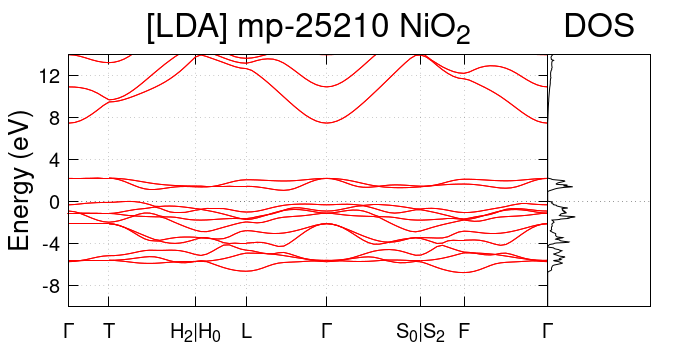 [LDA] mp-25210 NiO₂ DOS
Energy (eV)
12
8
4
0
-4
-8
Γ T H₂|H₀ L Γ S₀|S₂ F Γ